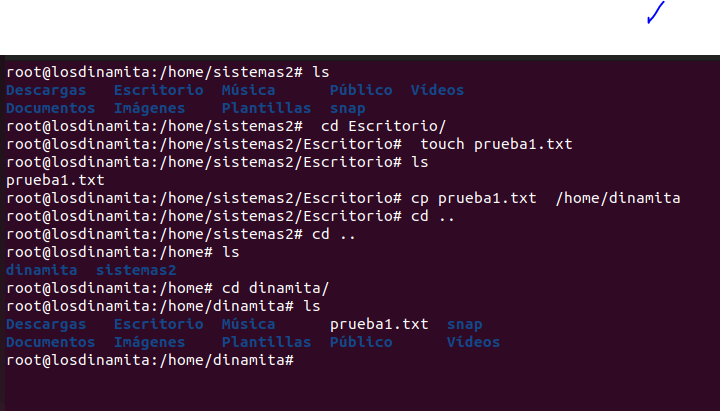 root@losdinamita:/home/sistemas2# ls
Descargas   Escritorio  Música      Público  Vídeos
Documentos  Imágenes    Plantillas  snap
root@losdinamita:/home/sistemas2#  cd Escritorio/
root@losdinamita:/home/sistemas2/Escritorio#  touch prueba1.txt
root@losdinamita:/home/sistemas2/Escritorio# ls
prueba1.txt
root@losdinamita:/home/sistemas2/Escritorio# cp prueba1.txt  /home/dinamita
root@losdinamita:/home/sistemas2/Escritorio# cd ..
root@losdinamita:/home/sistemas2# cd ..
root@losdinamita:/home# ls
dinamita  sistemas2
root@losdinamita:/home# cd dinamita/
root@losdinamita:/home/dinamita# ls
Descargas   Escritorio  Música      prueba1.txt  snap
Documentos  Imágenes    Plantillas  Público      Vídeos
root@losdinamita:/home/dinamita#